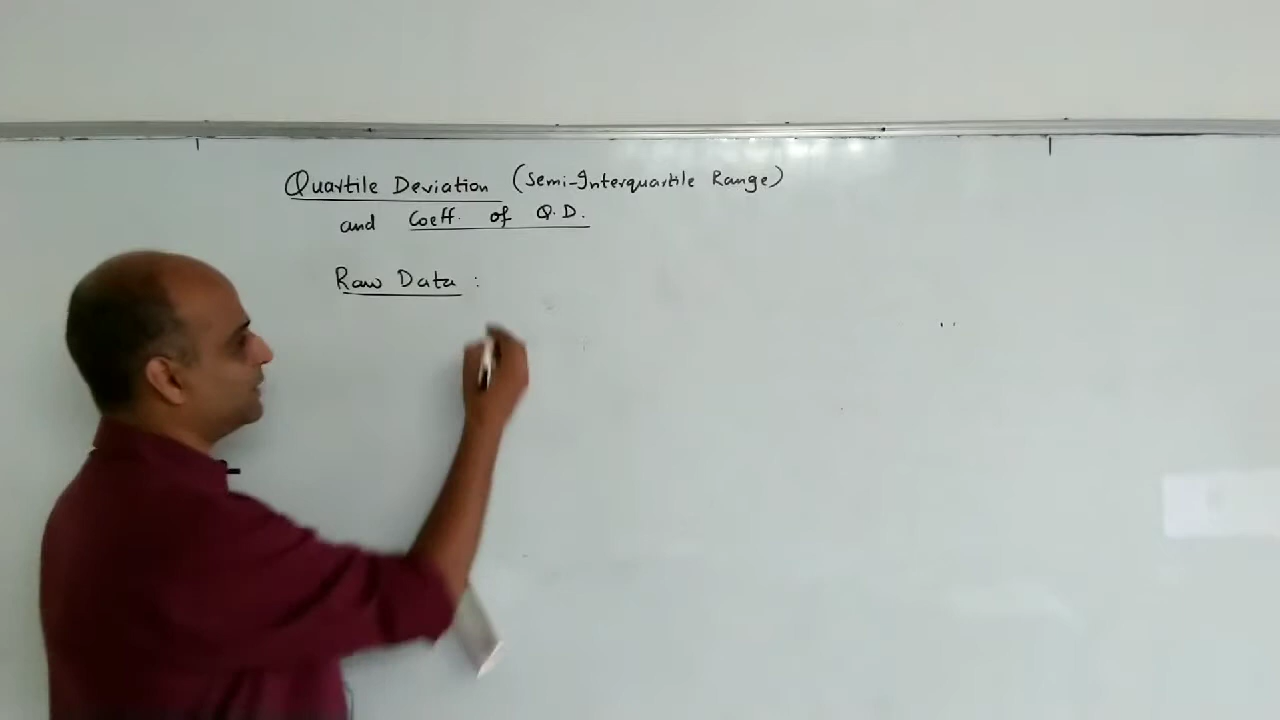 Quartile Deviation (Semi-Interquartile Range)
and Coeff. of Q.D.
Raw Data :